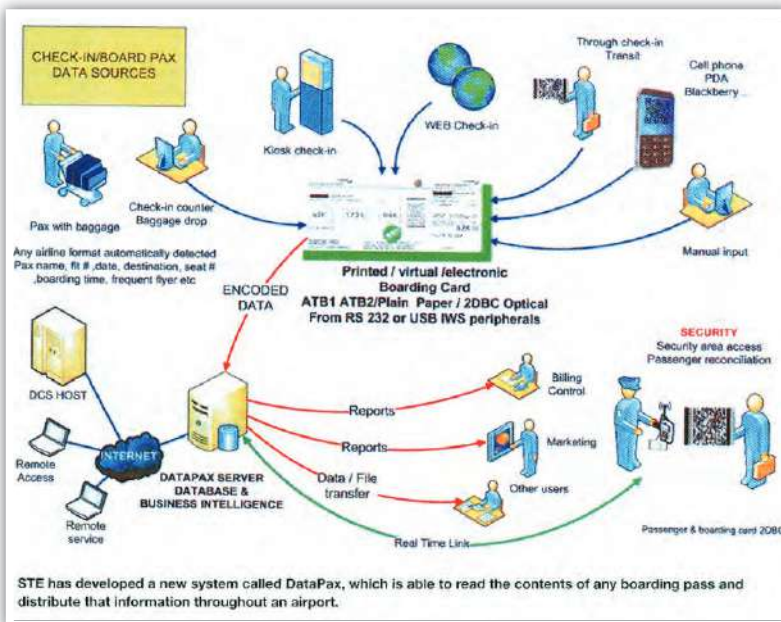 CHECK-IN/BOARD PAX
DATA SOURCES
Through check-in
Transit
Cell phone
PDA
Blackberry...
Kiosk check-in
WEB Check-in
Pax with baggage
Check-in counter
Baggage drop
Manual input
Any airline format automatically detected
Pax name, flt # ,date, destination, seat #
,boarding time, frequent flyer etc
ENCODED
DATA
Printed / virtual /electronic
Boarding Card
ATB1 ATB2/Plain Paper / 2DBC Optical
From RS 232 or USB IWS peripherals
SECURITY
Security area access
Passenger reconciliation
DCS HOST
Reports
Billing
Control
Remote
Access
INTERNET
Reports
Marketing
DATAPAX SERVER
DATABASE &
BUSINESS INTELLIGENCE
Data / File
transfer
Other users
Remote
service
Real Time Link
Passenger & boarding card 2DBC
STE has developed a new system called DataPax, which is able to read the contents of any boarding pass and
distribute that information throughout an airport.